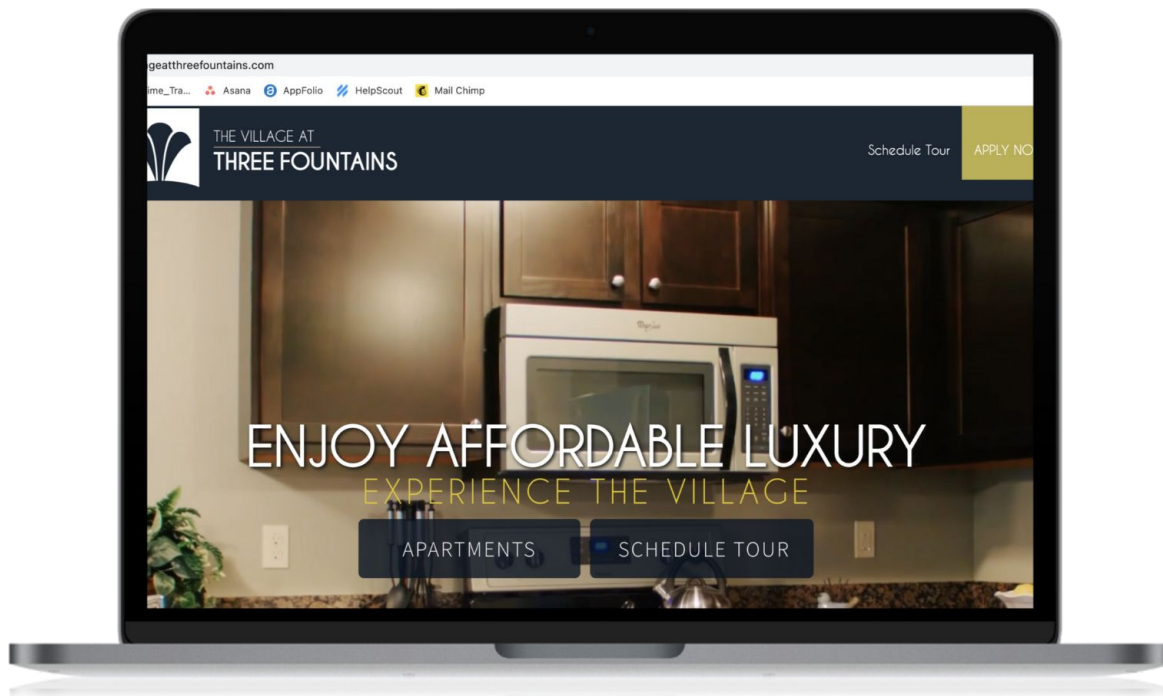 geatthreefountains.com
ime_Tra... Asana AppFolio HelpScout Mail Chimp
THE VILLAGE AT
THREE FOUNTAINS
Schedule Tour APPLY NO
Whirlpool
ENJOY AFFORDABLE LUXURY
EXPERIENCE THE VILLAGE
APARTMENTS SCHEDULE TOUR